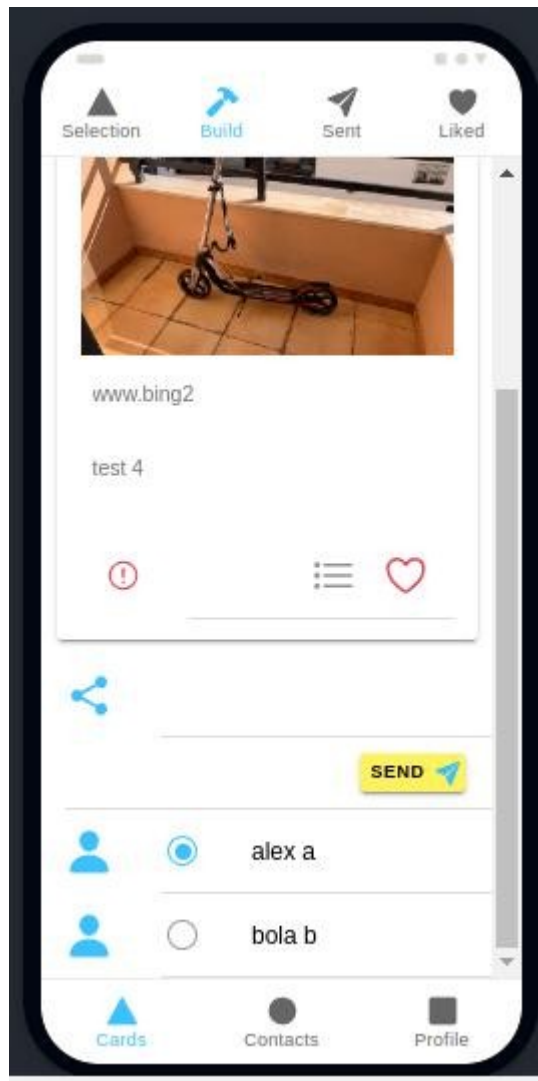 Selection Build Sent Liked
www.bing2
test 4
SEND
alex a
bola b
Cards Contacts Profile